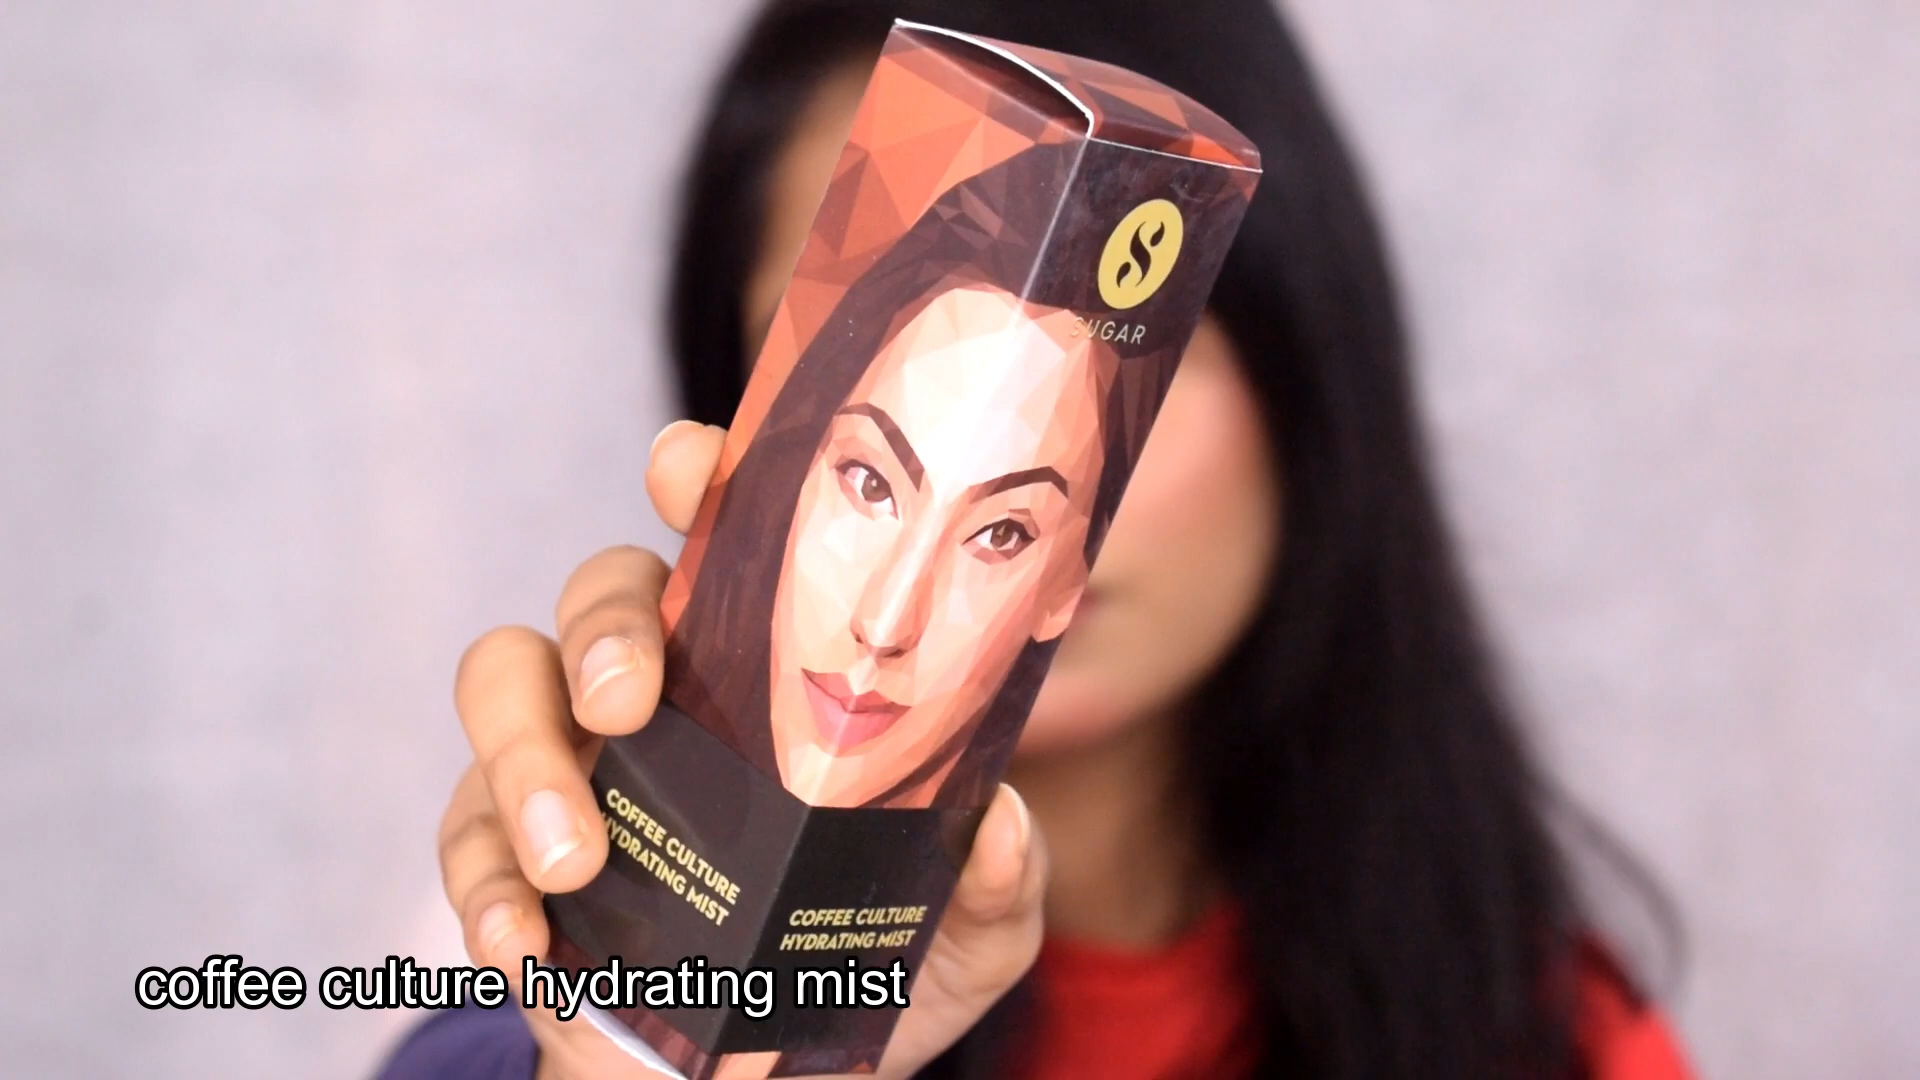 SUGAR
COFFEE CULTURE
HYDRATING MIST
COFFEE CULTURE
HYDRATING MIST
coffee culture hydrating mist